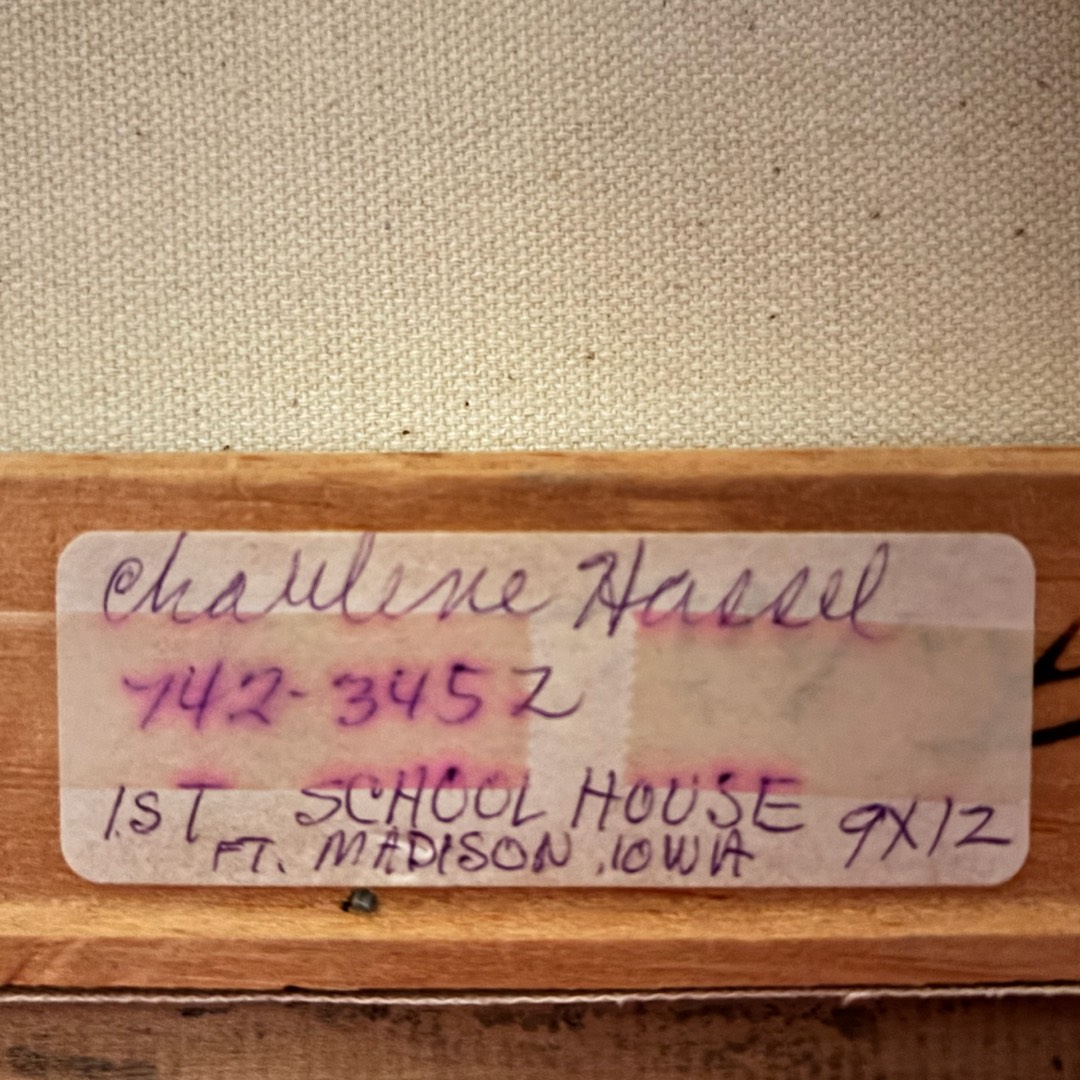 Charlene Hassel
742-3452
1ST SCHOOL HOUSE 9X12
FT. MADISON, IOWA